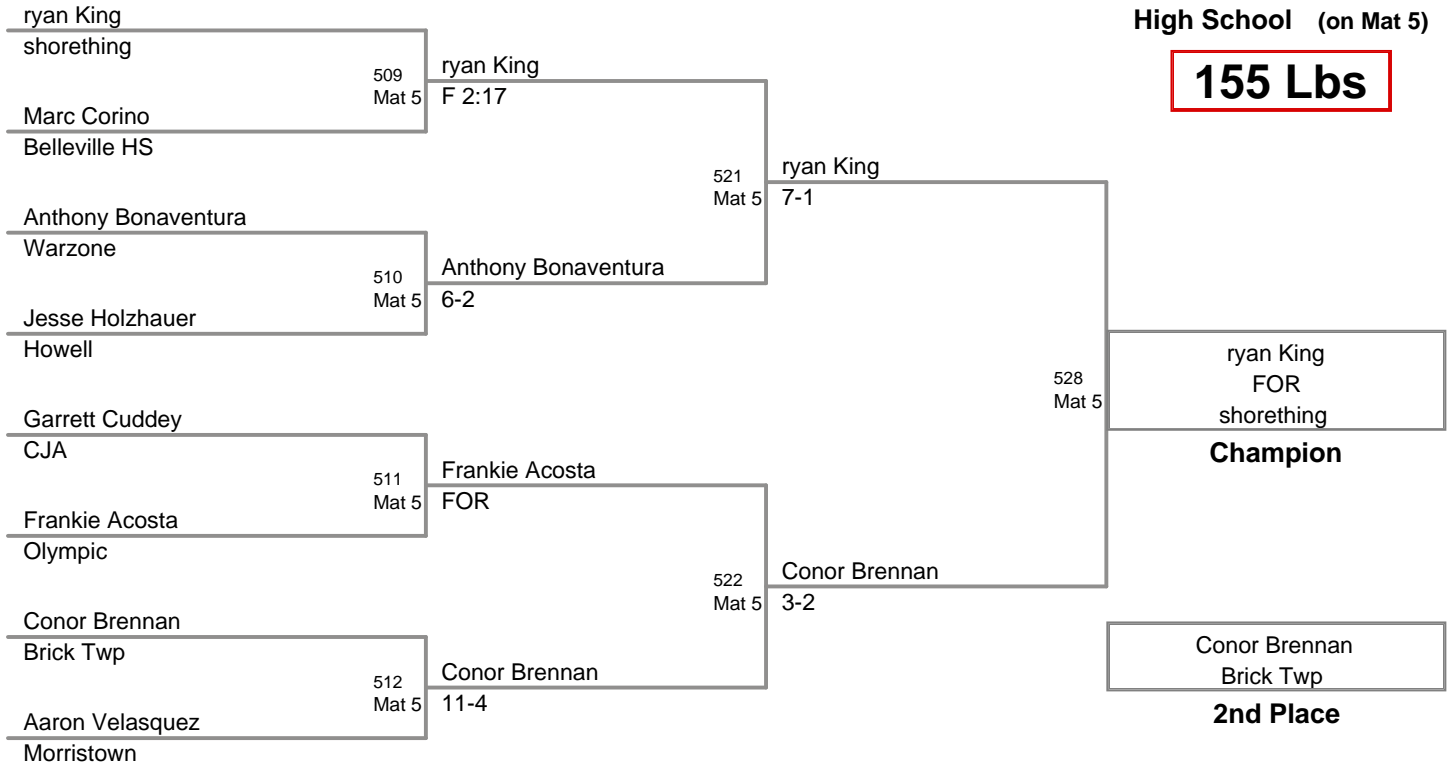 ryan King
shorething
509
Mat 5
Marc Corino
Belleville HS
ryan King
F 2:17
Anthony Bonaventura
Warzone
510
Mat 5
Jesse Holzhauer
Howell
Anthony Bonaventura
6-2
521
Mat 5
ryan King
7-1
Garrett Cuddey
CJA
511
Mat 5
Frankie Acosta
Olympic
Frankie Acosta
FOR
Conor Brennan
Brick Twp
512
Mat 5
Aaron Velasquez
Morristown
Conor Brennan
11-4
522
Mat 5
Conor Brennan
3-2
528
Mat 5
High School (on Mat 5)
155 Lbs
ryan King
FOR
shorething
Champion
Conor Brennan
Brick Twp
2nd Place